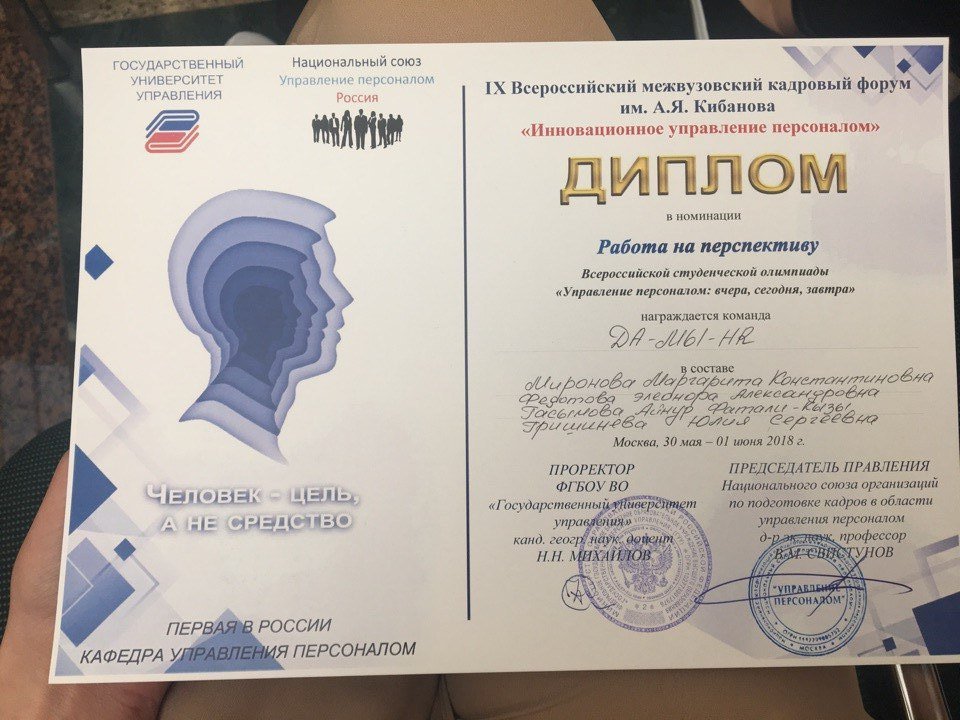 ГОСУДАРСТВЕННЫЙ
УНИВЕРСИТЕТ
УПРАВЛЕНИЯ
Национальный союз
Управление персоналом
Россия
ЧЕЛОВЕК - ЦЕЛЬ,
А НЕ СРЕДСТВО
ПЕРВАЯ В РОССИИ
КАФЕДРА УПРАВЛЕНИЯ ПЕРСОНАЛОМ
IX Всероссийский межвузовский кадровый форум
им. А.Я. Кибанова
«Инновационное управление персоналом»
ДИПЛОМ
в номинации
Работа на перспективу
Всероссийской студенческой олимпиады
«Управление персоналом: вчера, сегодня, завтра»
награждается команда
ДА-МЫ-HR
в составе
Миронова Маргарита Константиновна
Федотова Элеонора Александровна
Гасымова Айнур Фатали-Кызы
Гришинева Юлия Сергеевна
Москва, 30 мая – 01 июня 2018 г.
ПРОРЕКТОР
ФГБОУ ВО
«Государственный университет
управления»
канд. геогр. наук, доцент
Н.Н. МИХАЙЛОВ
ПРЕДСЕДАТЕЛЬ ПРАВЛЕНИЯ
Национального союза организаций
по подготовке кадров в области
управления персоналом
д-р эк. наук, профессор
В.М. СВИСТУНОВ
"УПРАВЛЕНИЕ
ПЕРСОНАЛОМ"
МОСКВА